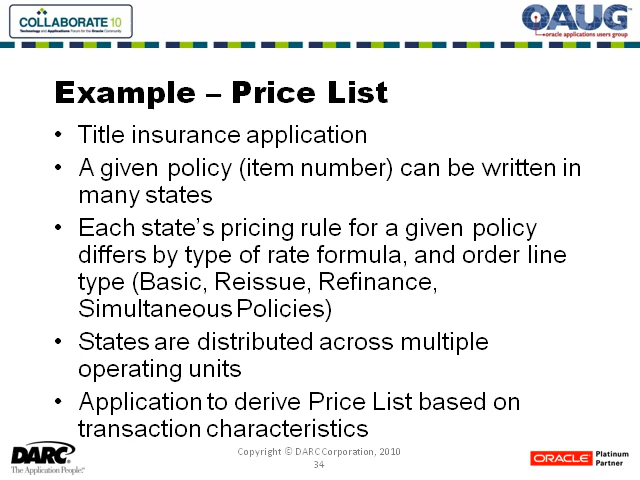 COLLABORATE 10
Technology and Applications Forum for the Oracle Community
OAUG™
oracle applications users group
Example – Price List
• Title insurance application
• A given policy (item number) can be written in
many states
• Each state's pricing rule for a given policy
differs by type of rate formula, and order line
type (Basic, Reissue, Refinance,
Simultaneous Policies)
• States are distributed across multiple
operating units
• Application to derive Price List based on
transaction characteristics
DARC
The Application People!®
Copyright © DARC Corporation, 2010
34
ORACLE
Platinum
Partner